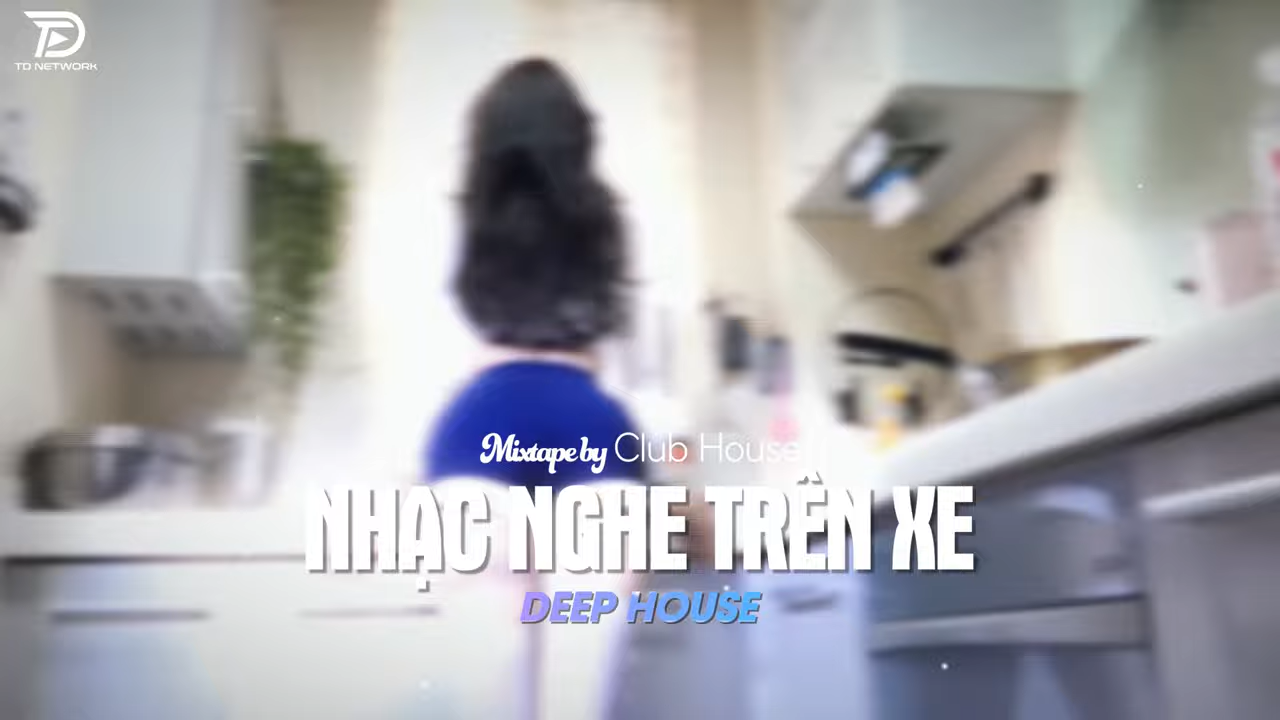 TD NETWORK
Mixtape by Club House
NHẠC NGHE TRÊN XE
DEEP HOUSE